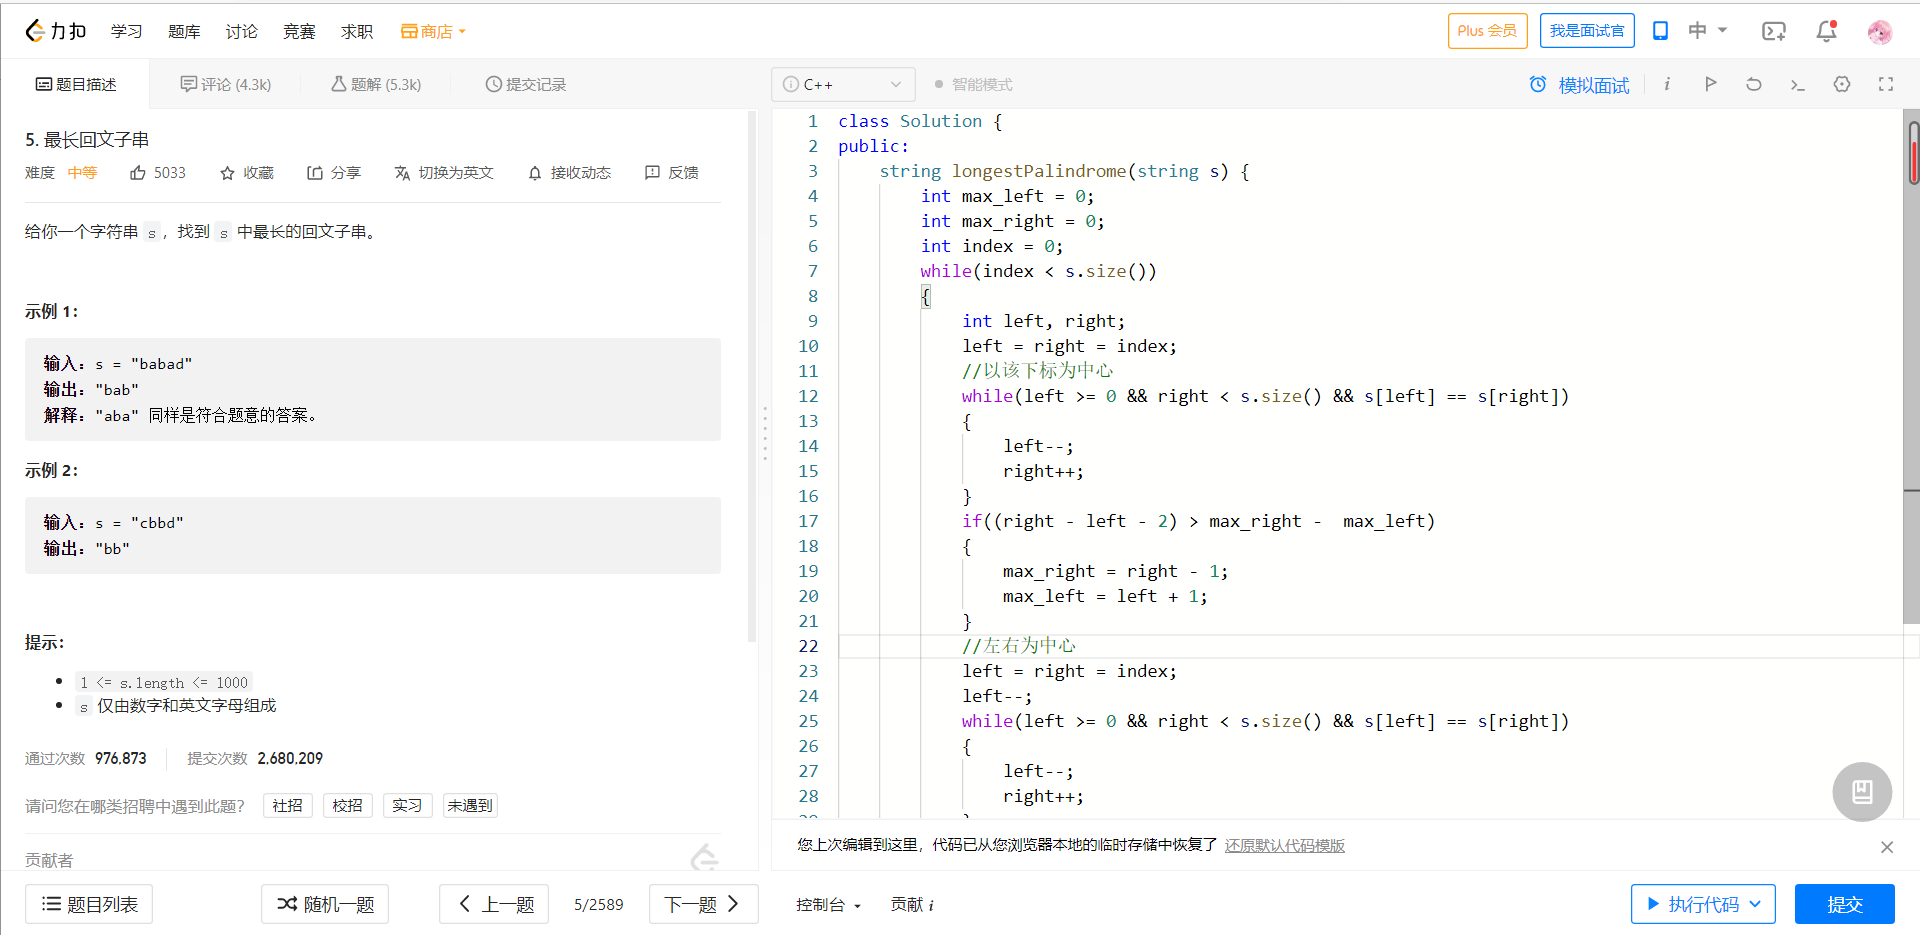 力扣 学习 题库 讨论 竞赛 求职 商店 Plus 会员 我是面试官 中
题目描述 评论 (4.3k) 题解 (5.3k) 提交记录
5. 最长回文子串
难度 中等 5033 收藏 分享 切换为英文 接收动态 反馈
给你一个字符串 s，找到 s 中最长的回文子串。
示例 1：
输入：s = "babad"
输出："bab"
解释："aba" 同样是符合题意的答案。
示例 2：
输入：s = "cbbd"
输出："bb"
提示：
1 <= s.length <= 1000
s 仅由数字和英文字母组成
通过次数 976,873 提交次数 2,680,209
请问您在哪类招聘中遇到此题？ 社招 校招 实习 未遇到
贡献者
题目列表 随机一题 上一题 5/2589 下一题
C++ 智能模式 模拟面试 i
1 class Solution {
2 public:
3 string longestPalindrome(string s) {
4 int max_left = 0;
5 int max_right = 0;
6 int index = 0;
7 while(index < s.size())
8 {
9 int left, right;
10 left = right = index;
11 //以该下标为中心
12 while(left >= 0 && right < s.size() && s[left] == s[right])
13 {
14 left--;
15 right++;
16 }
17 if((right - left - 2) > max_right -  max_left)
18 {
19 max_right = right - 1;
20 max_left = left + 1;
21 }
22 //左右为中心
23 left = right = index;
24 left--;
25 while(left >= 0 && right < s.size() && s[left] == s[right])
26 {
27 left--;
28 right++;
您上次编辑到这里，代码已从您浏览器本地的临时存储中恢复了 还原默认代码模版
控制台 贡献 i 执行代码 提交